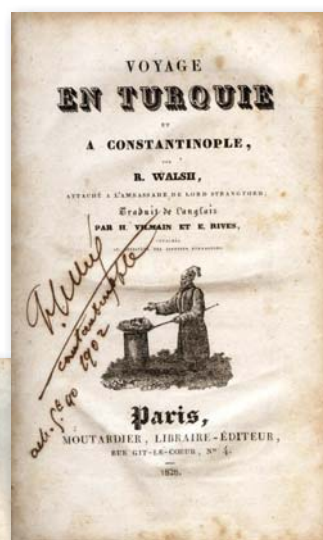 VOYAGE
EN TURQUIE
ET
A CONSTANTINOPLE,
PAR
R. WALSH,
ATTACHÉ A L'AMBASSADE DE LORD STRANGFORD;
Traduit de l'anglais
PAR H. VILMAIN ET E. RIVES,
constantinople
1902
Paris,
MOUTARDIER, LIBRAIRE-ÉDITEUR,
RUE GIT-LE-COEUR, N° 4.
1828.